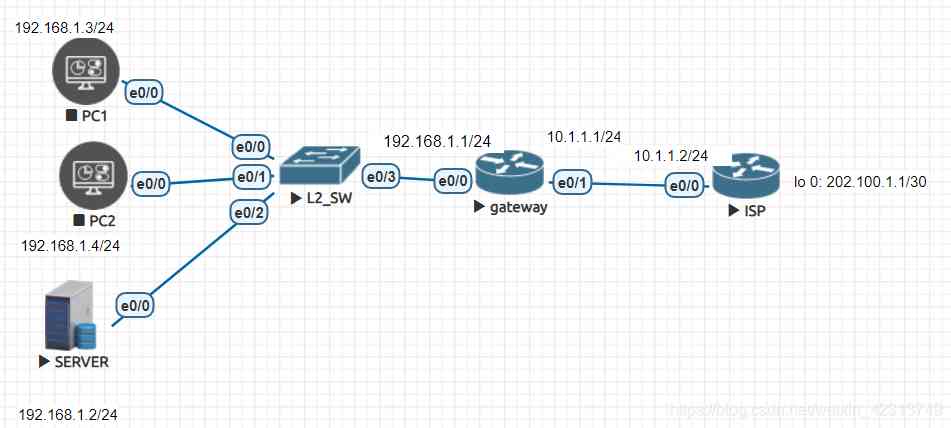 192.168.1.3/24
e0/0
PC1
e0/0
192.168.1.1/24
10.1.1.1/24
10.1.1.2/24
e0/0
e0/1
e0/3
e0/0
e0/1
e0/0
lo 0: 202.100.1.1/30
L2_SW
gateway
ISP
PC2
e0/2
192.168.1.4/24
e0/0
SERVER
192.168.1.2/24
https://blog.csdn.net/weixin_42313749